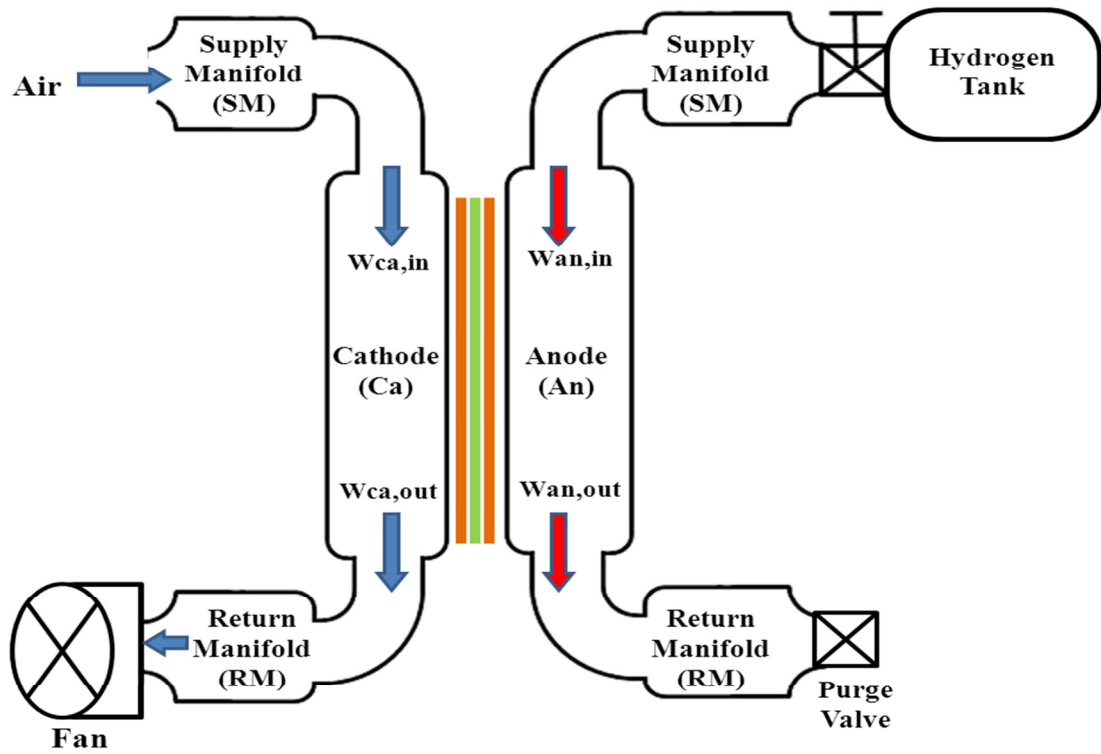 Air
Supply
Manifold
(SM)
Supply
Manifold
(SM)
Hydrogen
Tank
Wca,in
Wan,in
Cathode
(Ca)
Anode
(An)
Wca,out
Wan,out
Return
Manifold
(RM)
Return
Manifold
(RM)
Fan
Purge
Valve